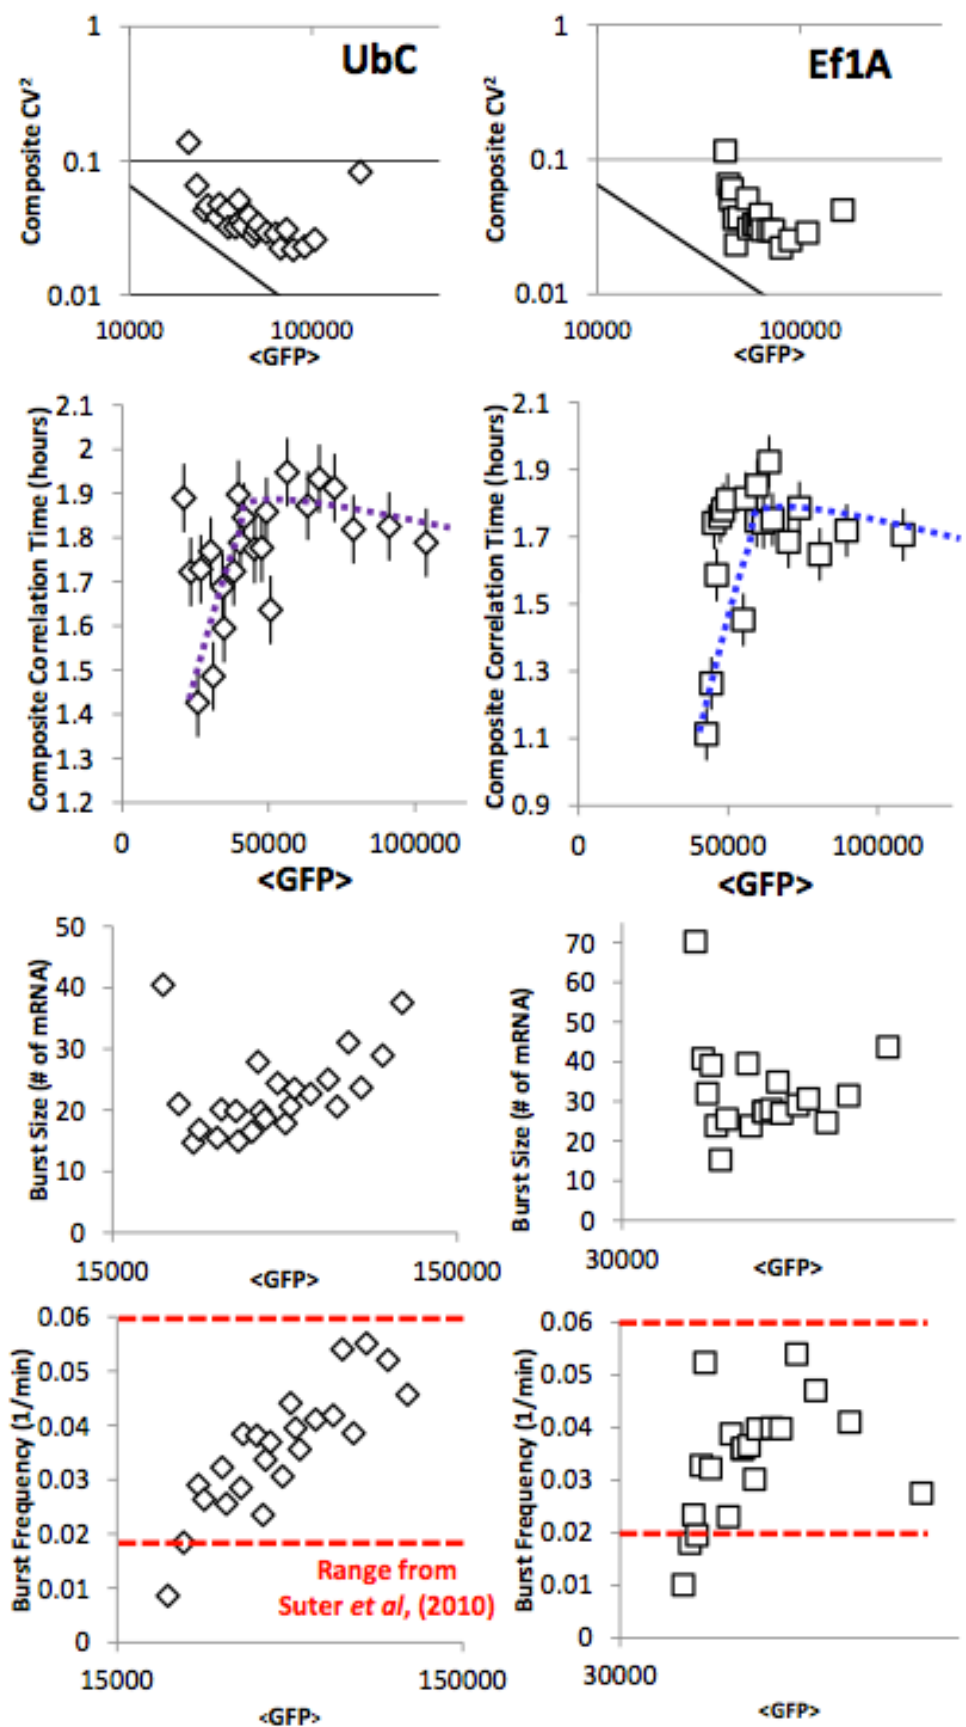 UbC
Composite CV²
1
0.1
0.01
10000 100000
<GFP>
Ef1A
Composite CV²
1
0.1
0.01
10000 100000
<GFP>
Composite Correlation Time (hours)
2.1
2
1.9
1.8
1.7
1.6
1.5
1.4
1.3
1.2
0 50000 100000
<GFP>
Composite Correlation Time (hours)
2.1
1.9
1.7
1.5
1.3
1.1
0.9
0 50000 100000
<GFP>
Burst Size (# of mRNA)
50
40
30
20
10
0
15000 150000
<GFP>
Burst Size (# of mRNA)
70
60
50
40
30
20
10
0
30000
<GFP>
Burst Frequency (1/min)
0.06
0.05
0.04
0.03
0.02
0.01
0
Range from
Suter et al, (2010)
15000 150000
<GFP>
Burst Frequency (1/min)
0.06
0.05
0.04
0.03
0.02
0.01
0
30000
<GFP>